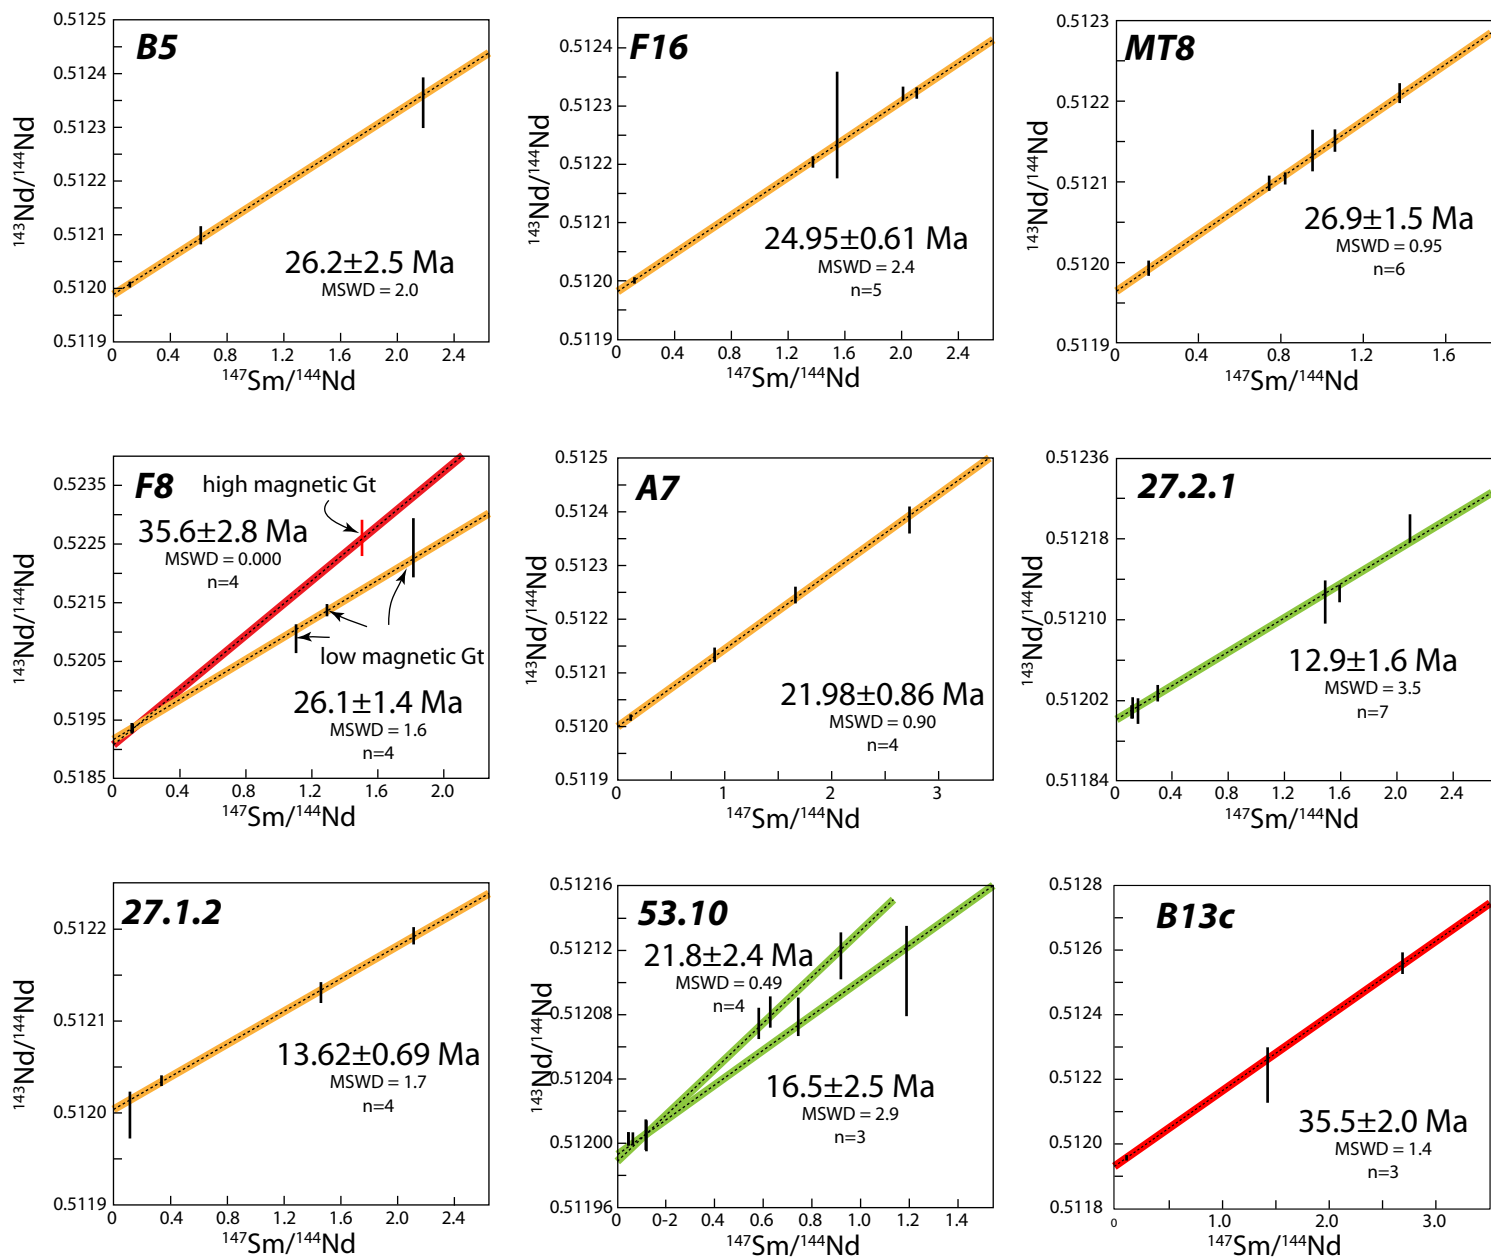 B5
0.5125
0.5124
0.5123
0.5122
0.5121
0.5120
0.5119
143Nd/144Nd
26.2±2.5 Ma
MSWD = 2.0
0 0.4 0.8 1.2 1.6 2.0 2.4
147Sm/144Nd
F16
0.5124
0.5123
0.5122
0.5121
0.5120
0.5119
143Nd/144Nd
24.95±0.61 Ma
MSWD = 2.4
n=5
0 0.4 0.8 1.2 1.6 2.0 2.4
147Sm/144Nd
MT8
0.5123
0.5122
0.5121
0.5120
0.5119
143Nd/144Nd
26.9±1.5 Ma
MSWD = 0.95
n=6
0 0.4 0.8 1.2 1.6
147Sm/144Nd
F8
0.5235
0.5225
0.5215
0.5205
0.5195
0.5185
143Nd/144Nd
high magnetic Gt
35.6±2.8 Ma
MSWD = 0.000
n=4
low magnetic Gt
26.1±1.4 Ma
MSWD = 1.6
n=4
0 0.4 0.8 1.2 1.6 2.0
147Sm/144Nd
A7
0.5125
0.5124
0.5123
0.5122
0.5121
0.5120
0.5119
143Nd/144Nd
21.98±0.86 Ma
MSWD = 0.90
n=4
0 1 2 3
147Sm/144Nd
27.2.1
0.51236
0.51218
0.51210
0.51202
0.51184
143Nd/144Nd
12.9±1.6 Ma
MSWD = 3.5
n=7
0 0.4 0.8 1.2 1.6 2.0 2.4
147Sm/144Nd
27.1.2
0.5122
0.5121
0.5120
0.5119
143Nd/144Nd
13.62±0.69 Ma
MSWD = 1.7
n=4
0 0.4 0.8 1.2 1.6 2.0 2.4
147Sm/144Nd
53.10
0.51216
0.51212
0.51208
0.51204
0.51200
0.51196
143Nd/144Nd
21.8±2.4 Ma
MSWD = 0.49
n=4
16.5±2.5 Ma
MSWD = 2.9
n=3
0 0-2 0.4 0.6 0.8 1.0 1.2 1.4
147Sm/144Nd
B13c
0.5128
0.5126
0.5124
0.5122
0.5120
0.5118
143Nd/144Nd
35.5±2.0 Ma
MSWD = 1.4
n=3
0 1.0 2.0 3.0
147Sm/144Nd